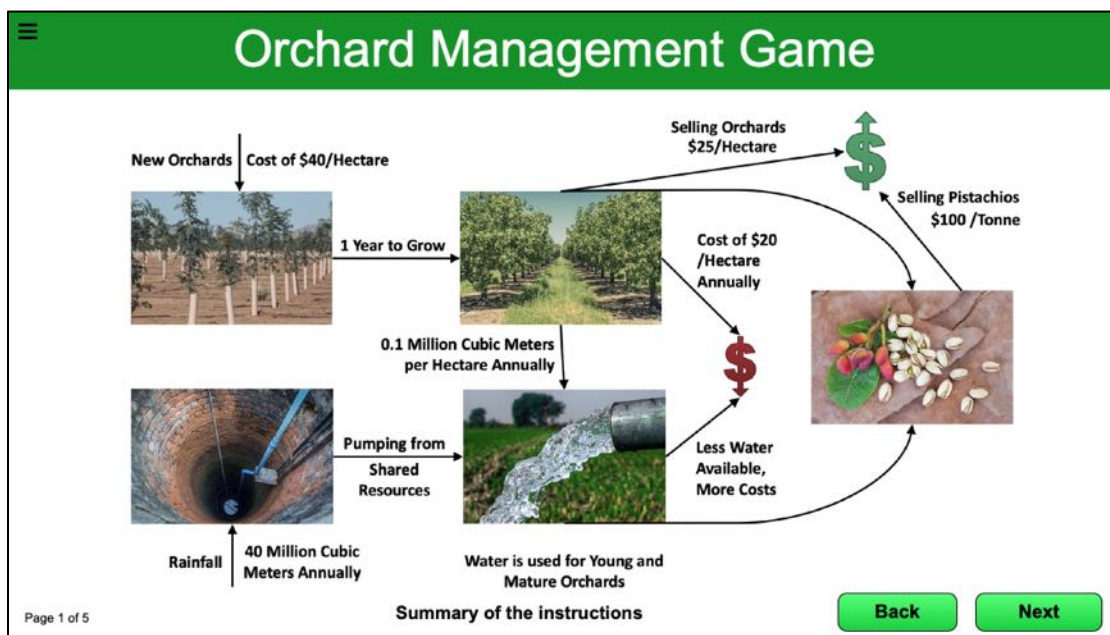 Orchard Management Game
New Orchards
Cost of $40/Hectare
Selling Orchards
$25/Hectare
$
Selling Pistachios
$100 /Tonne
1 Year to Grow
Cost of $20
/Hectare
Annually
0.1 Million Cubic Meters
per Hectare Annually
$
Pumping from
Shared
Resources
Less Water
Available,
More Costs
Rainfall
40 Million Cubic
Meters Annually
Water is used for Young and
Mature Orchards
Page 1 of 5
Summary of the instructions
Back
Next